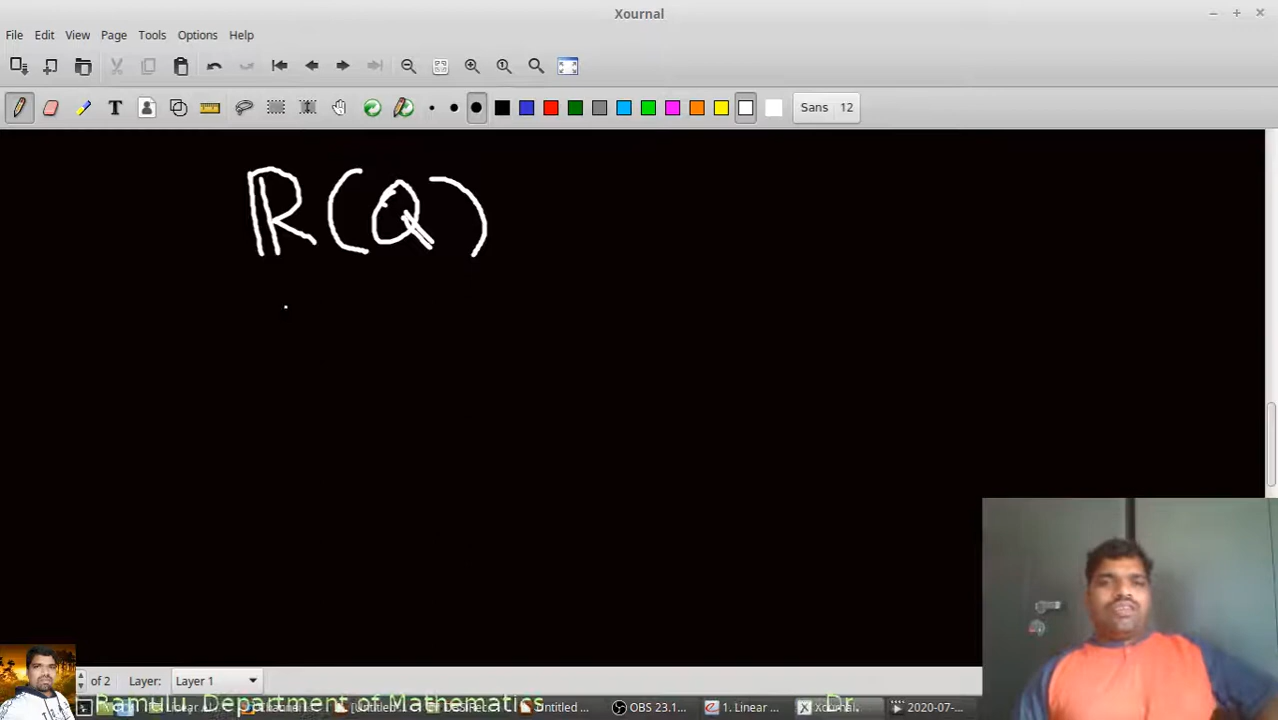 Xournal
File Edit View Page Tools Options Help
Sans 12
ℝ(Q)
of 2 Layer: Layer 1
Ramulu, Department of Mathematics Dr.
OBS 23.1... 1. Linear ... Xournal 2020-07-...